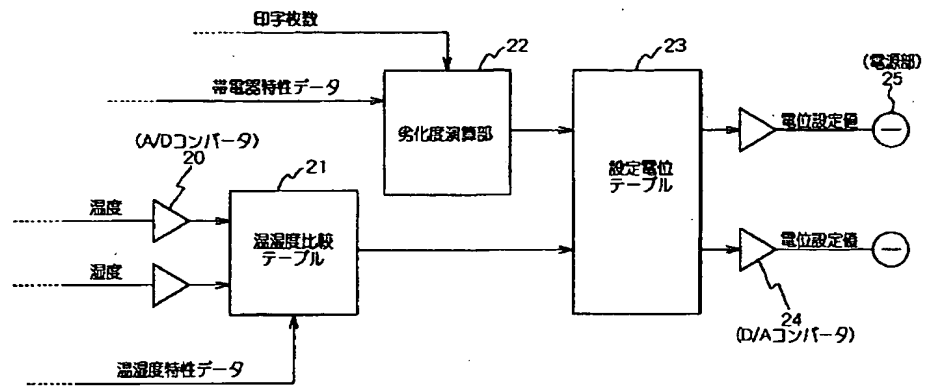 印字枚数
22
23
(電源部)
25
帯電器特性データ
劣化度演算部
電位設定値
(A/Dコンバータ)
20
21
設定電位
テーブル
温度
温湿度比較
テーブル
電位設定値
湿度
24
(D/Aコンバータ)
温湿度特性データ